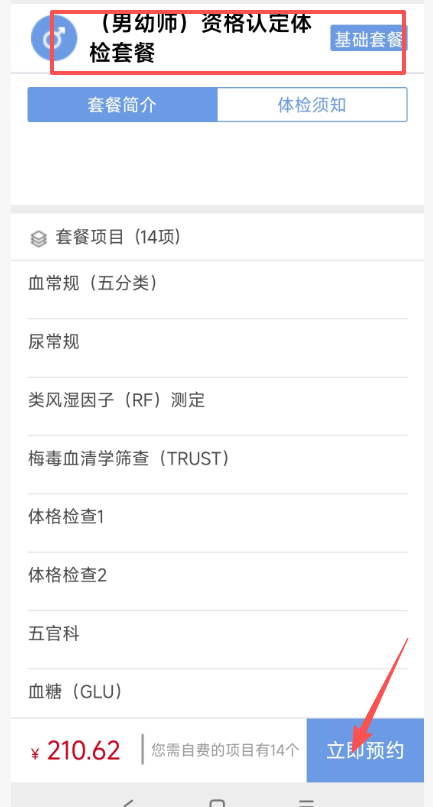 （男幼师）资格认定体
检套餐
基础套餐
套餐简介
体检须知
套餐项目（14项）
血常规（五分类）
尿常规
类风湿因子（RF）测定
梅毒血清学筛查（TRUST）
体格检查1
体格检查2
五官科
血糖（GLU）
￥ 210.62
您需自费的项目有14个
立即预约